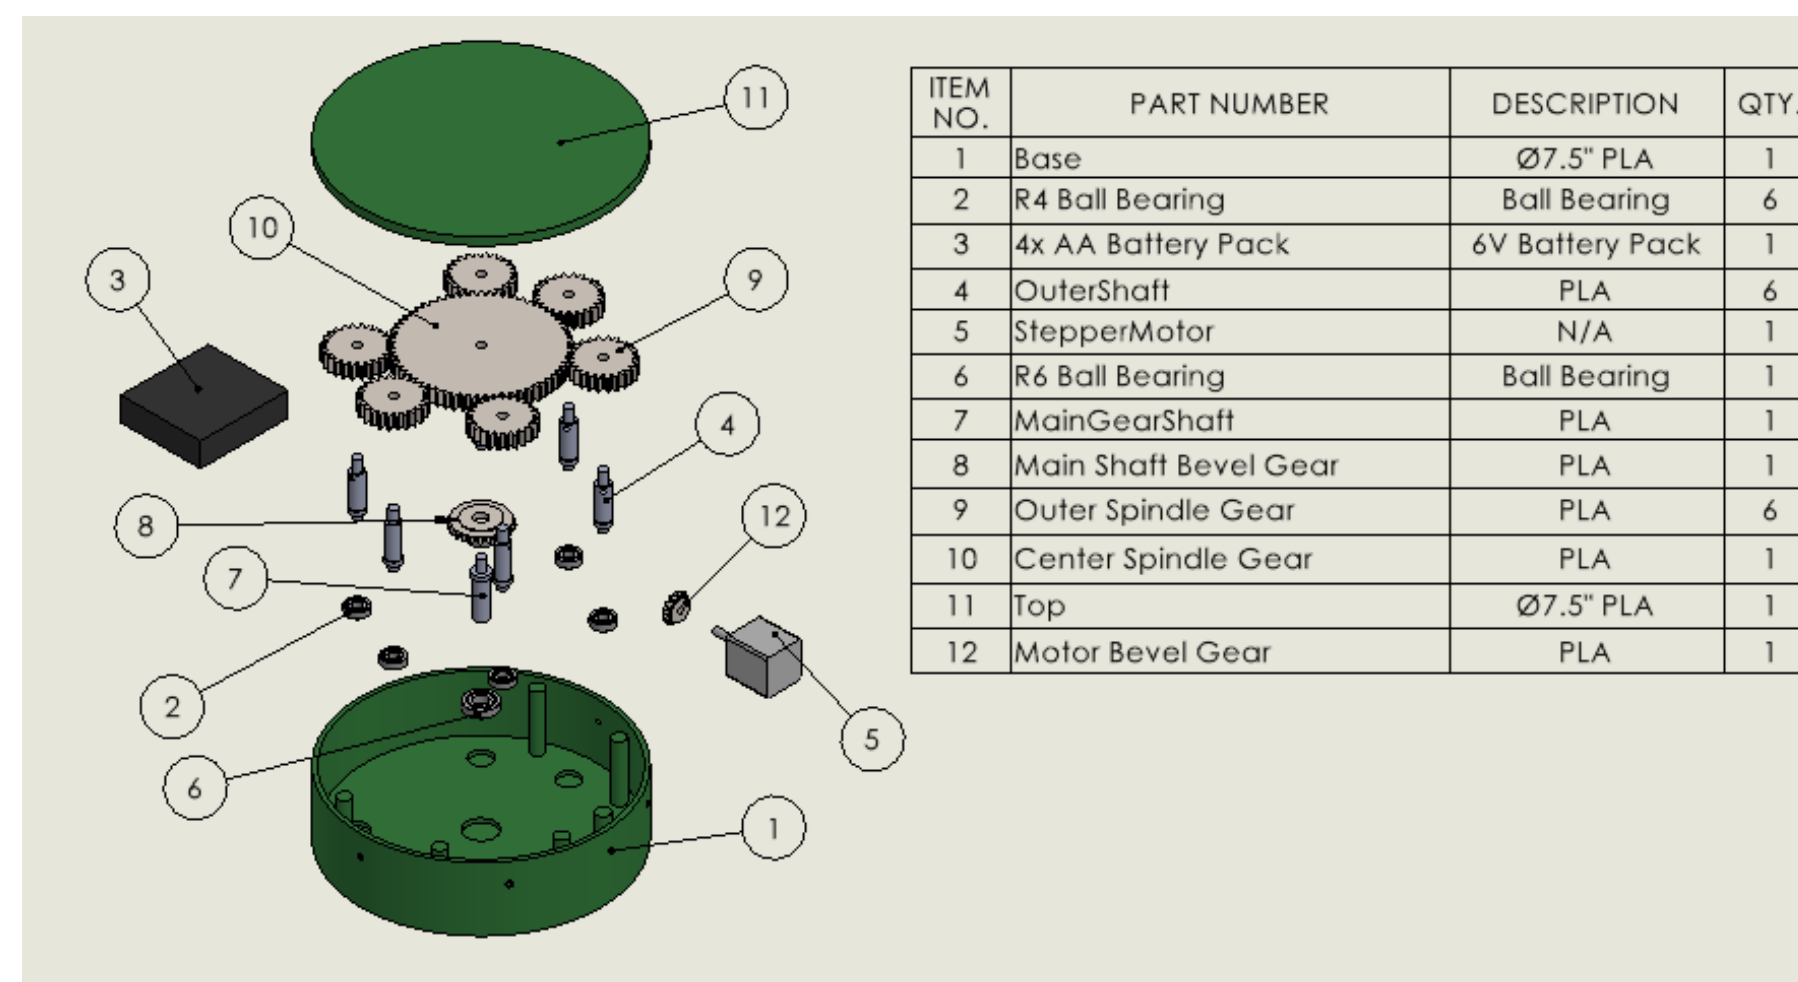 11
10
3
9
4
8
12
7
2
5
6
1
ITEM NO. PART NUMBER DESCRIPTION QTY.
1 Base Ø7.5" PLA 1
2 R4 Ball Bearing Ball Bearing 6
3 4x AA Battery Pack 6V Battery Pack 1
4 OuterShaft PLA 6
5 StepperMotor N/A 1
6 R6 Ball Bearing Ball Bearing 1
7 MainGearShaft PLA 1
8 Main Shaft Bevel Gear PLA 1
9 Outer Spindle Gear PLA 6
10 Center Spindle Gear PLA 1
11 Top Ø7.5" PLA 1
12 Motor Bevel Gear PLA 1